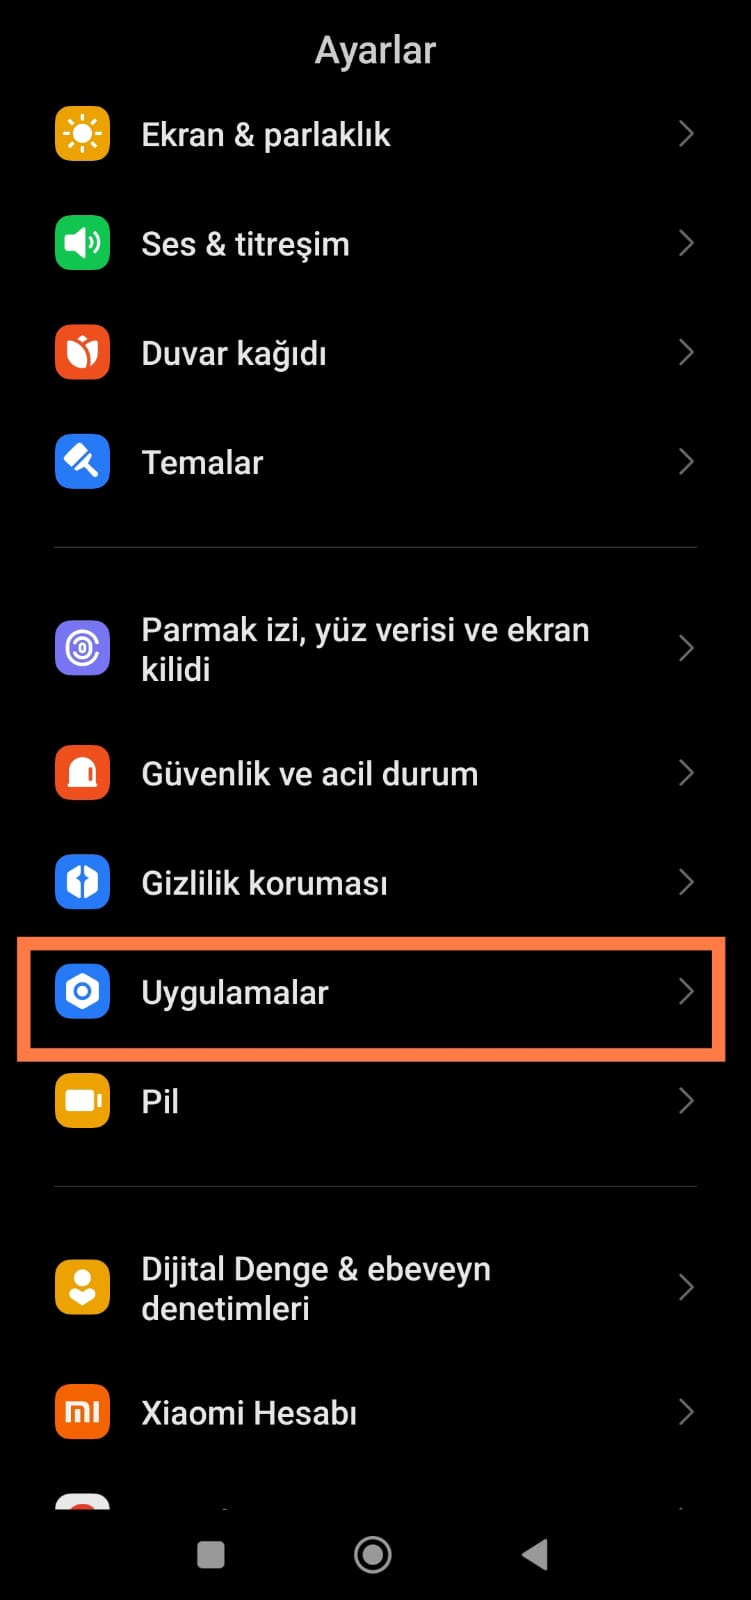 Ayarlar
Ekran & parlaklık
Ses & titreşim
Duvar kağıdı
Temalar
Parmak izi, yüz verisi ve ekran
kilidi
Güvenlik ve acil durum
Gizlilik koruması
Uygulamalar
Pil
Dijital Denge & ebeveyn
denetimleri
Xiaomi Hesabı